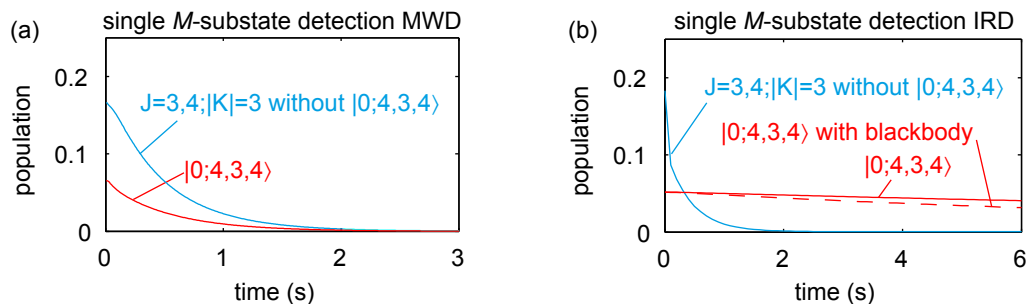 (a)
single M-substate detection MWD
population
0.2
0.1
0
J=3,4;|K|=3 without |0;4,3,4⟩
|0;4,3,4⟩
0
1
2
3
time (s)
(b)
single M-substate detection IRD
population
0.2
0.1
0
J=3,4;|K|=3 without |0;4,3,4⟩
|0;4,3,4⟩ with blackbody
|0;4,3,4⟩
0
2
4
6
time (s)